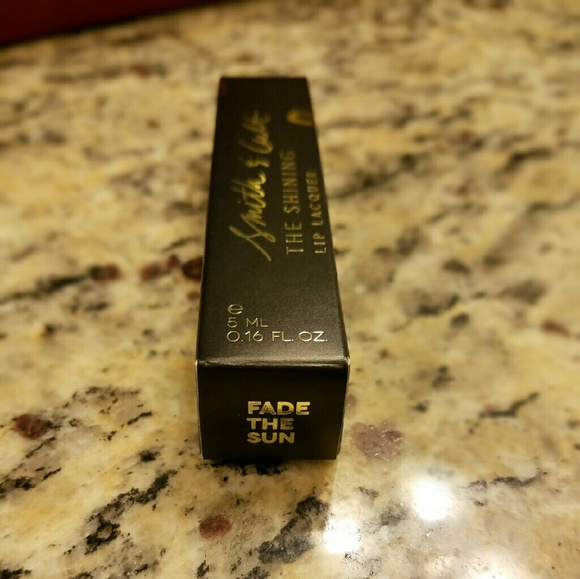 Smith & Cult
THE SHINING
LIP LACQUER
℮
5 ML
0.16 FL. OZ.
FADE
THE
SUN